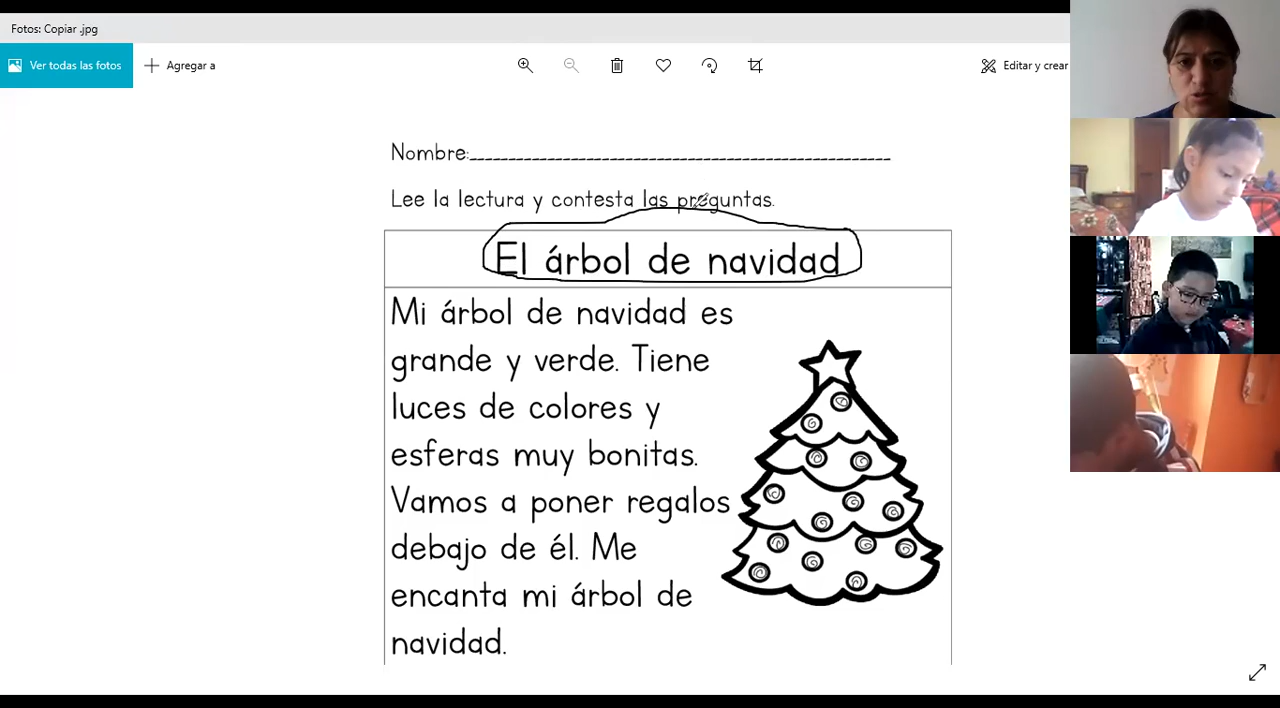 Fotos: Copiar .jpg
Ver todas las fotos
Agregar a
Editar y crear
Nombre:
Lee la lectura y contesta las preguntas.
El árbol de navidad
Mi árbol de navidad es
grande y verde. Tiene
luces de colores y
esferas muy bonitas.
Vamos a poner regalos
debajo de él. Me
encanta mi árbol de
navidad.